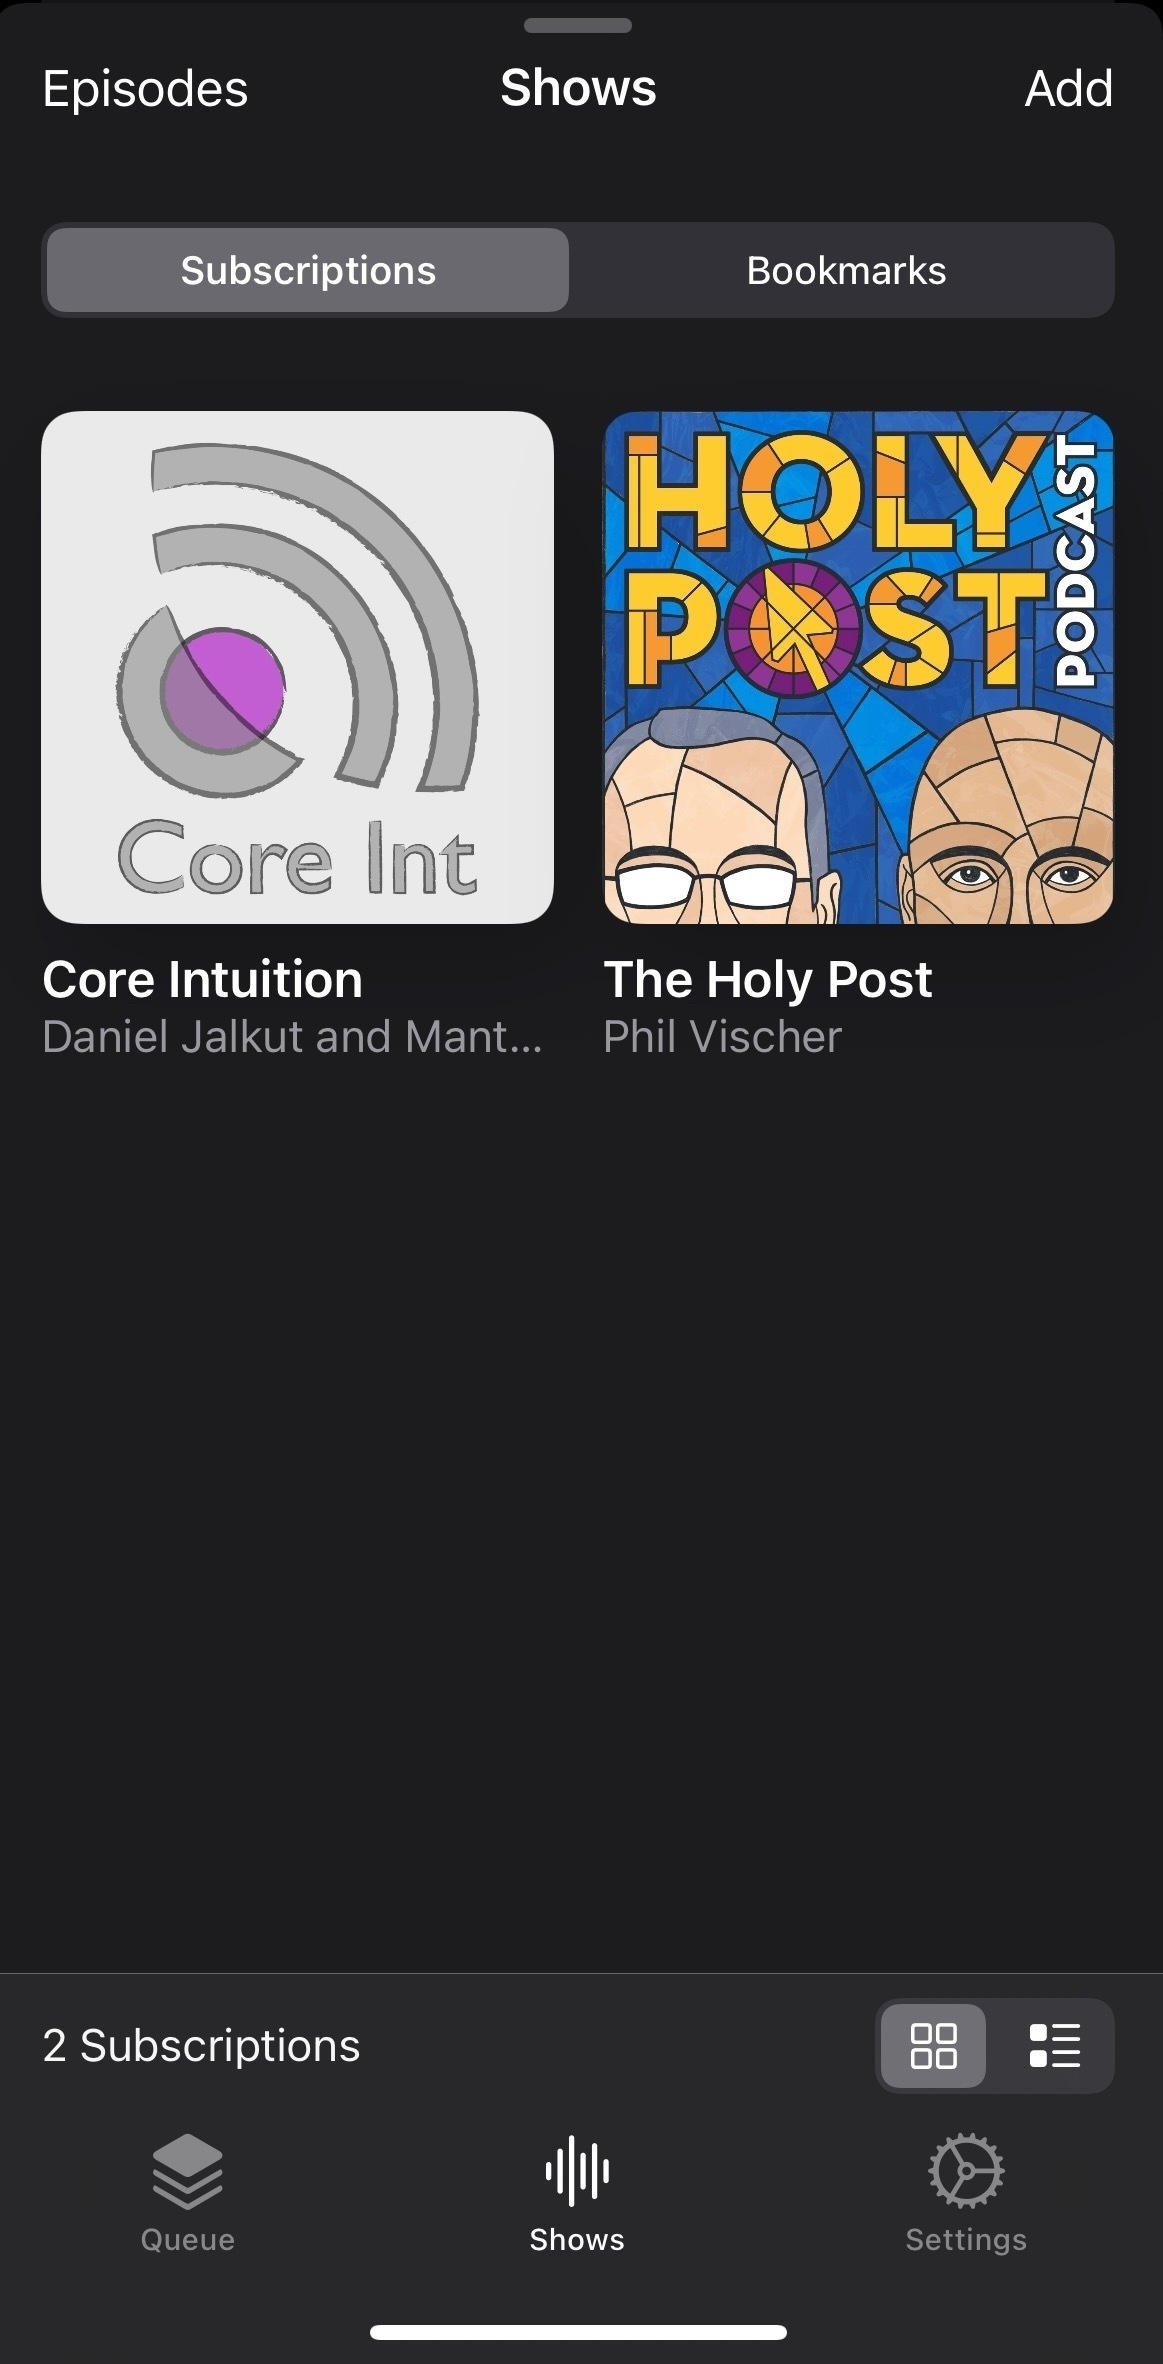 Episodes
Shows
Add
Subscriptions
Bookmarks
Core Int
HOLY
POST
PODCAST
Core Intuition
Daniel Jalkut and Mant...
The Holy Post
Phil Vischer
2 Subscriptions
Queue
Shows
Settings